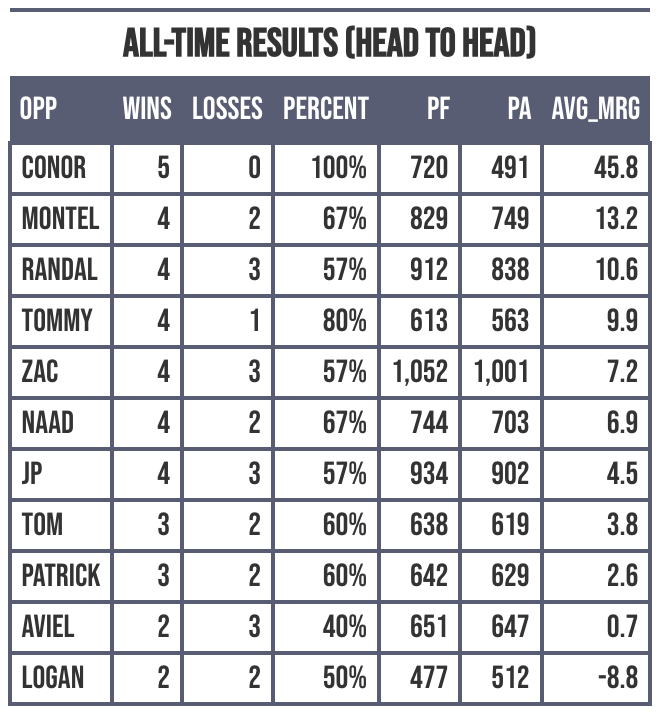 ALL-TIME RESULTS (HEAD TO HEAD)
OPP WINS LOSSES PERCENT PF PA AVG_MRG
CONOR 5 0 100% 720 491 45.8
MONTEL 4 2 67% 829 749 13.2
RANDAL 4 3 57% 912 838 10.6
TOMMY 4 1 80% 613 563 9.9
ZAC 4 3 57% 1,052 1,001 7.2
NAAD 4 2 67% 744 703 6.9
JP 4 3 57% 934 902 4.5
TOM 3 2 60% 638 619 3.8
PATRICK 3 2 60% 642 629 2.6
AVIEL 2 3 40% 651 647 0.7
LOGAN 2 2 50% 477 512 -8.8